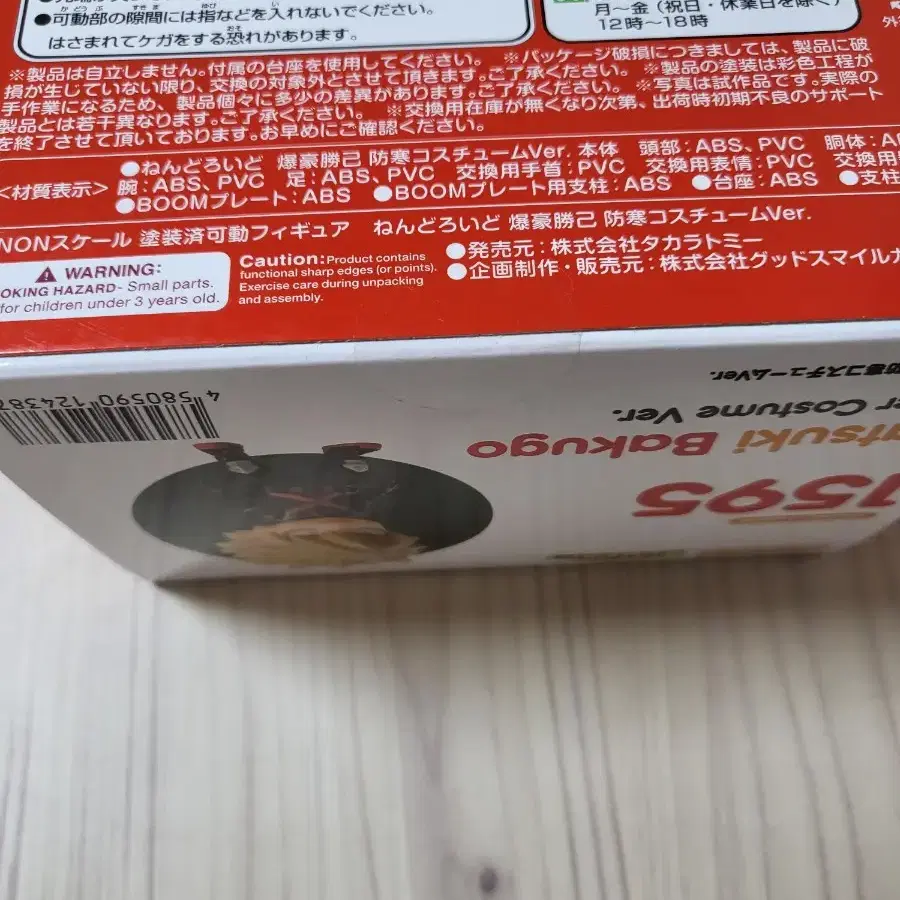 ●可動部の隙間には指などを入れないでください。
はさまれてケガをする恐れがあります。
月～金(祝日・休業日を除く)
12時～18時
※製品は自立しません。付属の台座を使用してください。 ※パッケージ破損につきましては、製品に破
損が生じていない限り、交換の対象外とさせて頂きます。ご了承ください。 ※製品の塗装は彩色工程が
手作業になるため、製品個々に多少の差異があります。ご了承ください。 ※写真は試作品です。実際の
製品とは若干異なります。ご了承ください。 ※交換用在庫が無くなり次第、出荷時初期不良のサポート
を終了させて頂いております。お早めにご確認ください。
<材質表示>
●ねんどろいど 爆豪勝己 防寒コスチュームVer. 本体 頭部:ABS、PVC 胴体:
腕:ABS、PVC 足:ABS、PVC 交換用手首:PVC 交換用表情:PVC 交換用
●BOOMプレート:ABS ●BOOMプレート用支柱:ABS ●台座:ABS ●支柱
NONスケール 塗装済可動フィギュア ねんどろいど 爆豪勝己 防寒コスチュームVer.
WARNING:
OKING HAZARD- Small parts.
for children under 3 years old.
Caution: Product contains
functional sharp edges (or points).
Exercise care during unpacking
and assembly.
●発売元:株式会社タカラトミー
●企画制作・販売元:株式会社グッドスマイルカ
4 580590 12438
寒コスチュームVer.
er Costume Ver.
atsuki Bakugo
1595